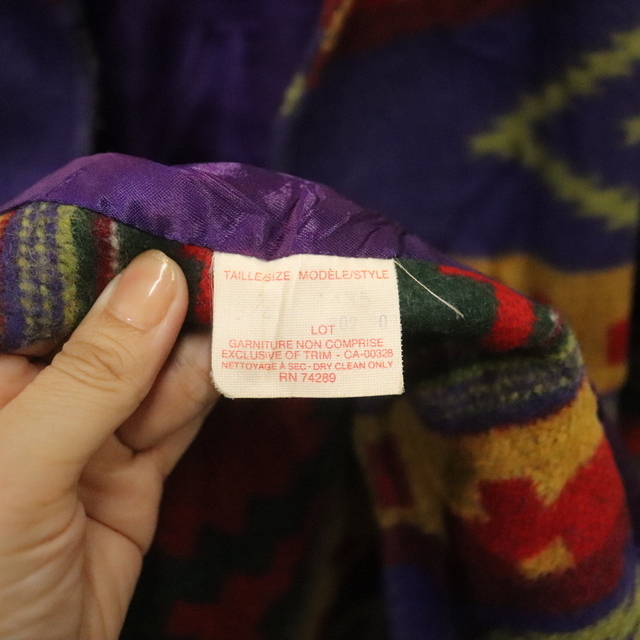 TAILLE/SIZE MODÈLE/STYLE
LOT
GARNITURE NON COMPRISE
EXCLUSIVE OF TRIM - CA-00328
NETTOYAGE À SEC - DRY CLEAN ONLY
RN 74289